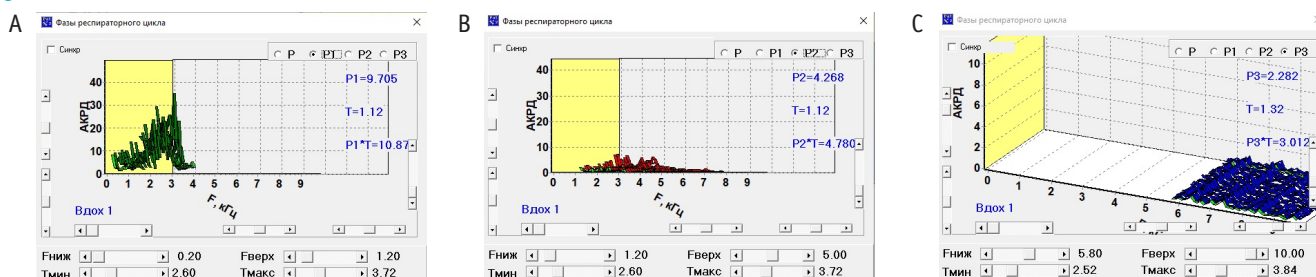 A
Фазы респираторного цикла
Синхр
P P1 P2 P3
P1=9.705
T=1.12
P1*T=10.87
АКРД
40
30
20
10
0
0 1 2 3 4 5 6 7 8 9
F, кГц
Вдох 1
Fниж 0.20 Fверх 1.20
Tмин 2.60 Tмакс 3.72
B
Фазы респираторного цикла
Синхр
P P1 P2 P3
P2=4.268
T=1.12
P2*T=4.780
АКРД
40
30
20
10
0
0 1 2 3 4 5 6 7 8 9
F, кГц
Вдох 1
Fниж 1.20 Fверх 5.00
Tмин 2.60 Tмакс 3.72
C
Фазы респираторного цикла
Синхр
P P1 P2 P3
P3=2.282
T=1.32
P3*T=3.012
АКРД
10
8
6
4
2
0
0 1 2 3 4 5 6 7
Вдох 1
Fниж 5.80 Fверх 10.00
Tмин 2.52 Tмакс 3.84